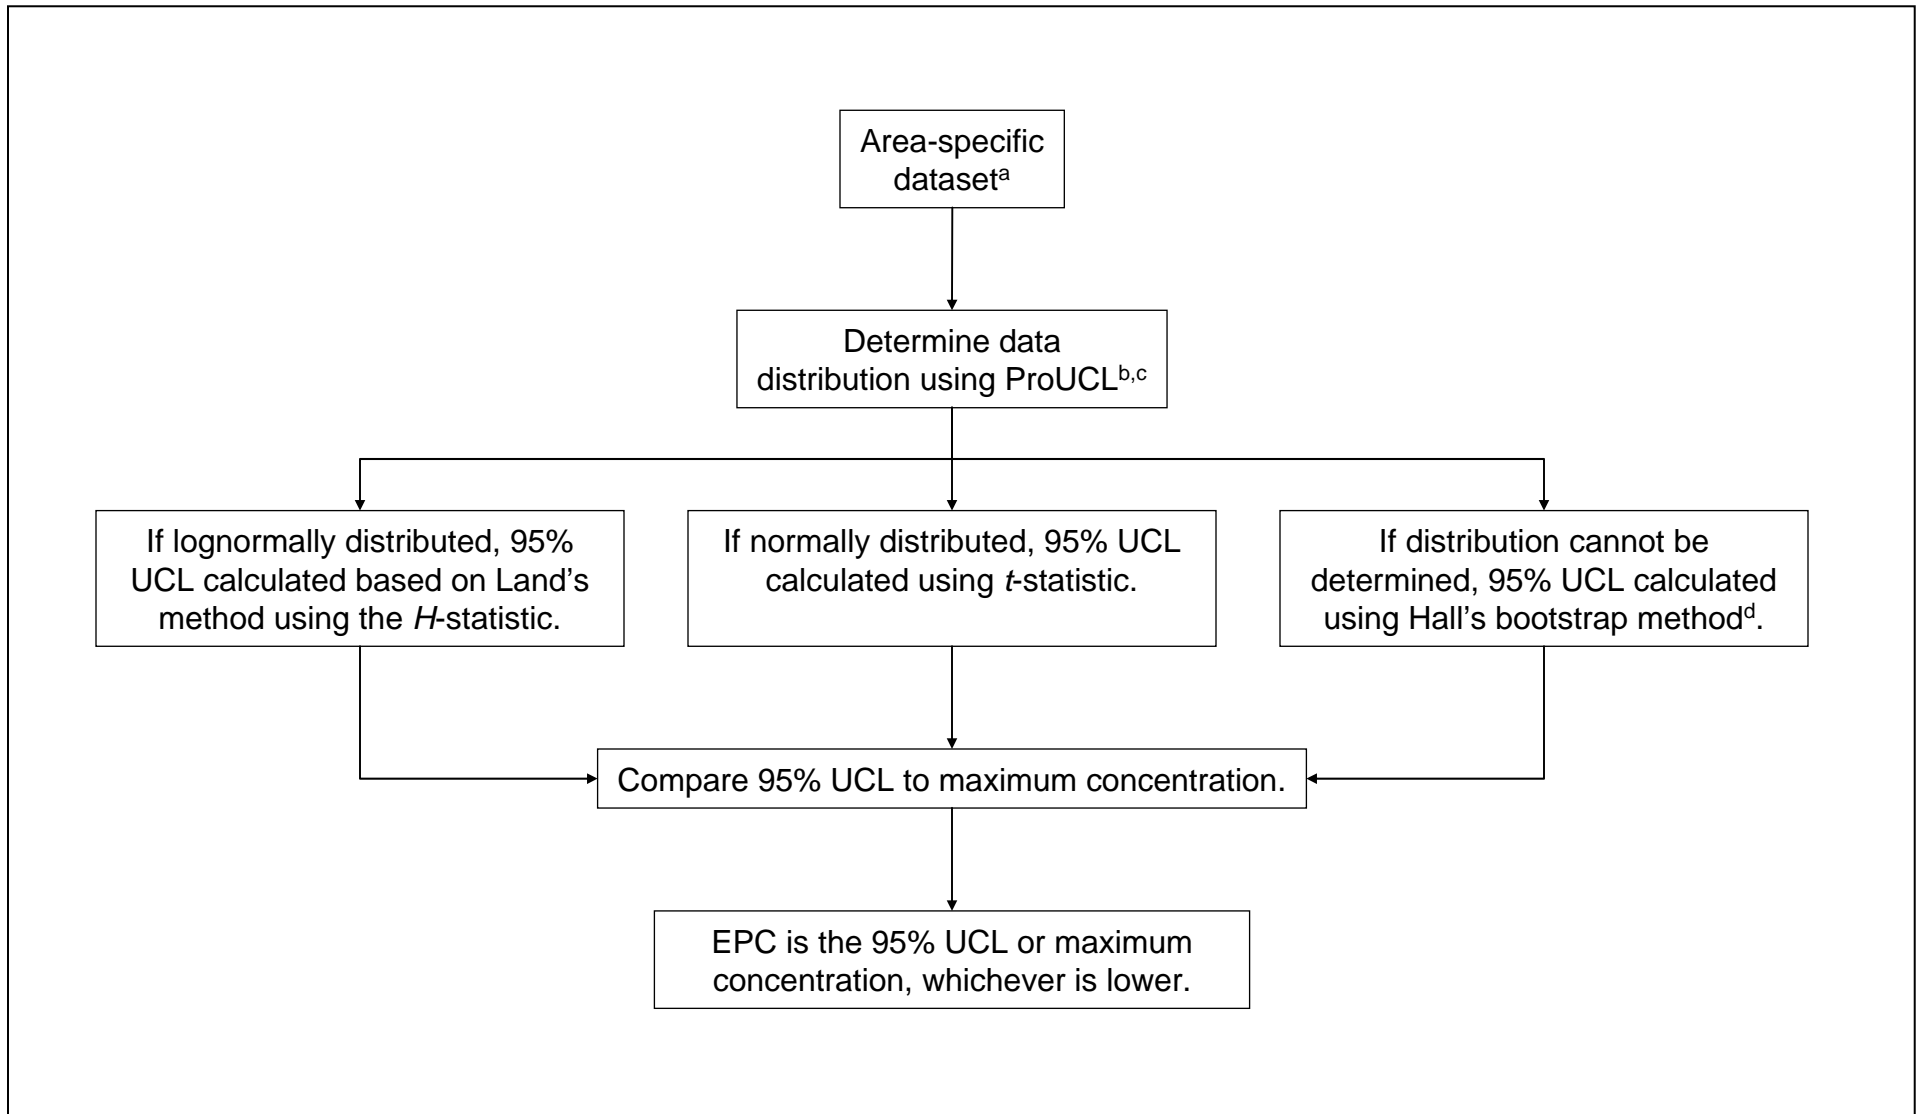 Area-specific
datasetᵃ
Determine data
distribution using ProUCLᵇ,ᶜ
If lognormally distributed, 95%
UCL calculated based on Land’s
method using the H-statistic.
If normally distributed, 95% UCL
calculated using t-statistic.
If distribution cannot be
determined, 95% UCL calculated
using Hall’s bootstrap methodᵈ.
Compare 95% UCL to maximum concentration.
EPC is the 95% UCL or maximum
concentration, whichever is lower.